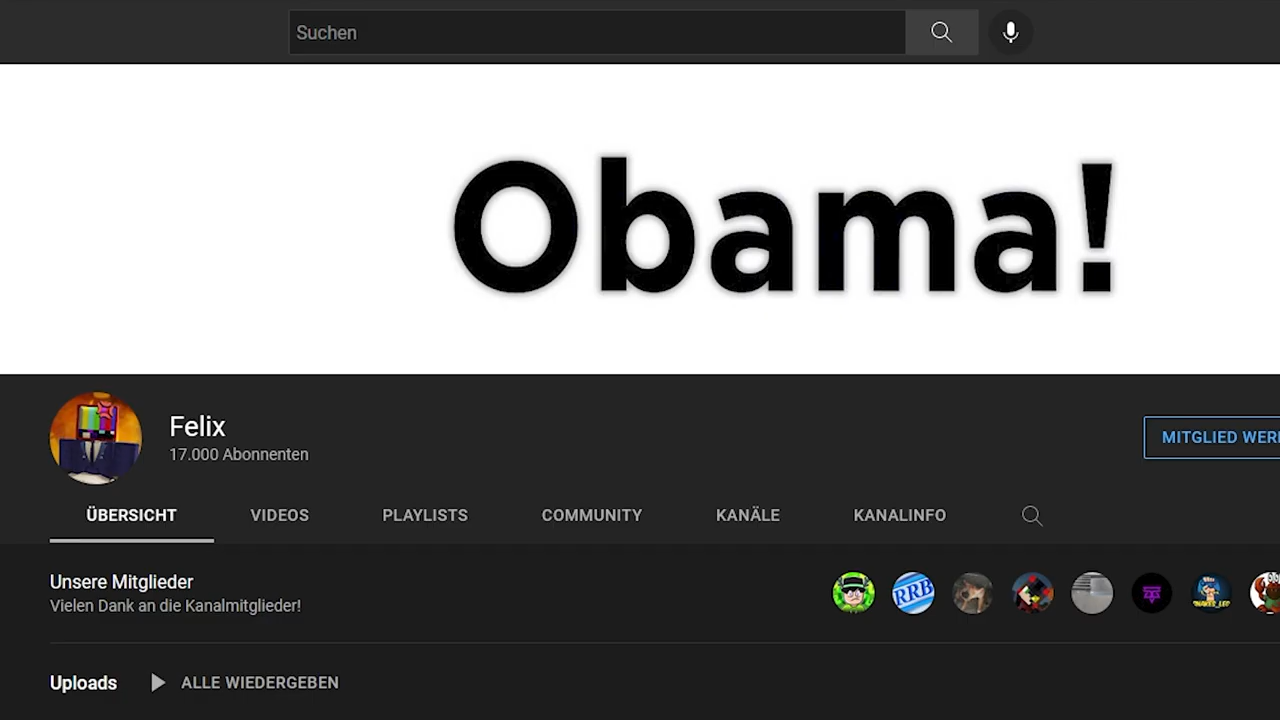 Suchen
Obama!
Felix
17.000 Abonnenten
MITGLIED WER
ÜBERSICHT VIDEOS PLAYLISTS COMMUNITY KANÄLE KANALINFO
Unsere Mitglieder
Vielen Dank an die Kanalmitglieder!
RRB
Uploads ALLE WIEDERGEBEN